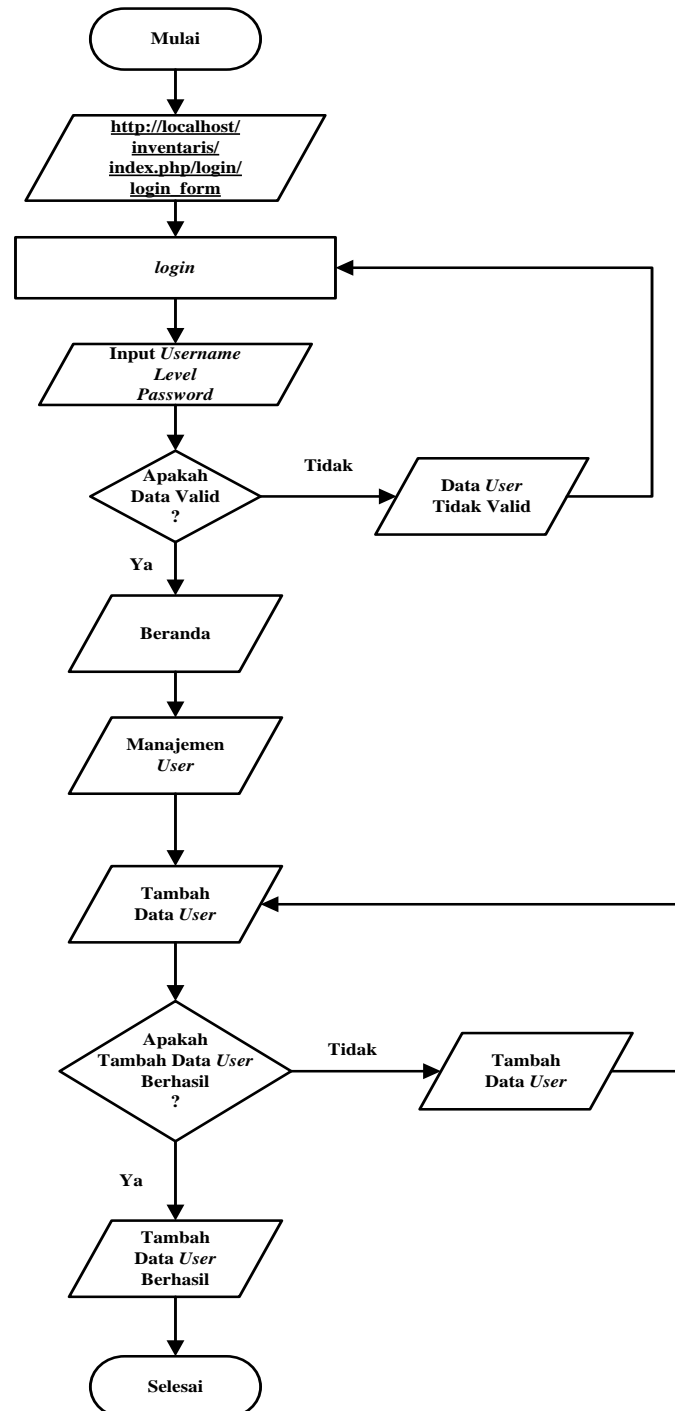 Mulai
http://localhost/
inventaris/
index.php/login/
login_form
login
Input Username
Level
Password
Apakah
Data Valid
?
Tidak
Data User
Tidak Valid
Ya
Beranda
Manajemen
User
Tambah
Data User
Apakah
Tambah Data User
Berhasil
?
Tidak
Tambah
Data User
Ya
Tambah
Data User
Berhasil
Selesai